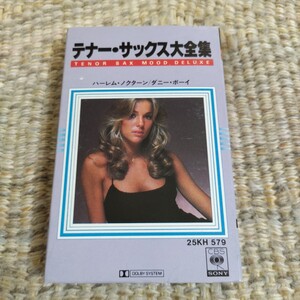 テナー・サックス大全集
TENOR SAX MOOD DELUXE
ハーレム・ノクターン/ダニー・ボーイ
25KH 579
DOLBY SYSTEM
CBS
SONY